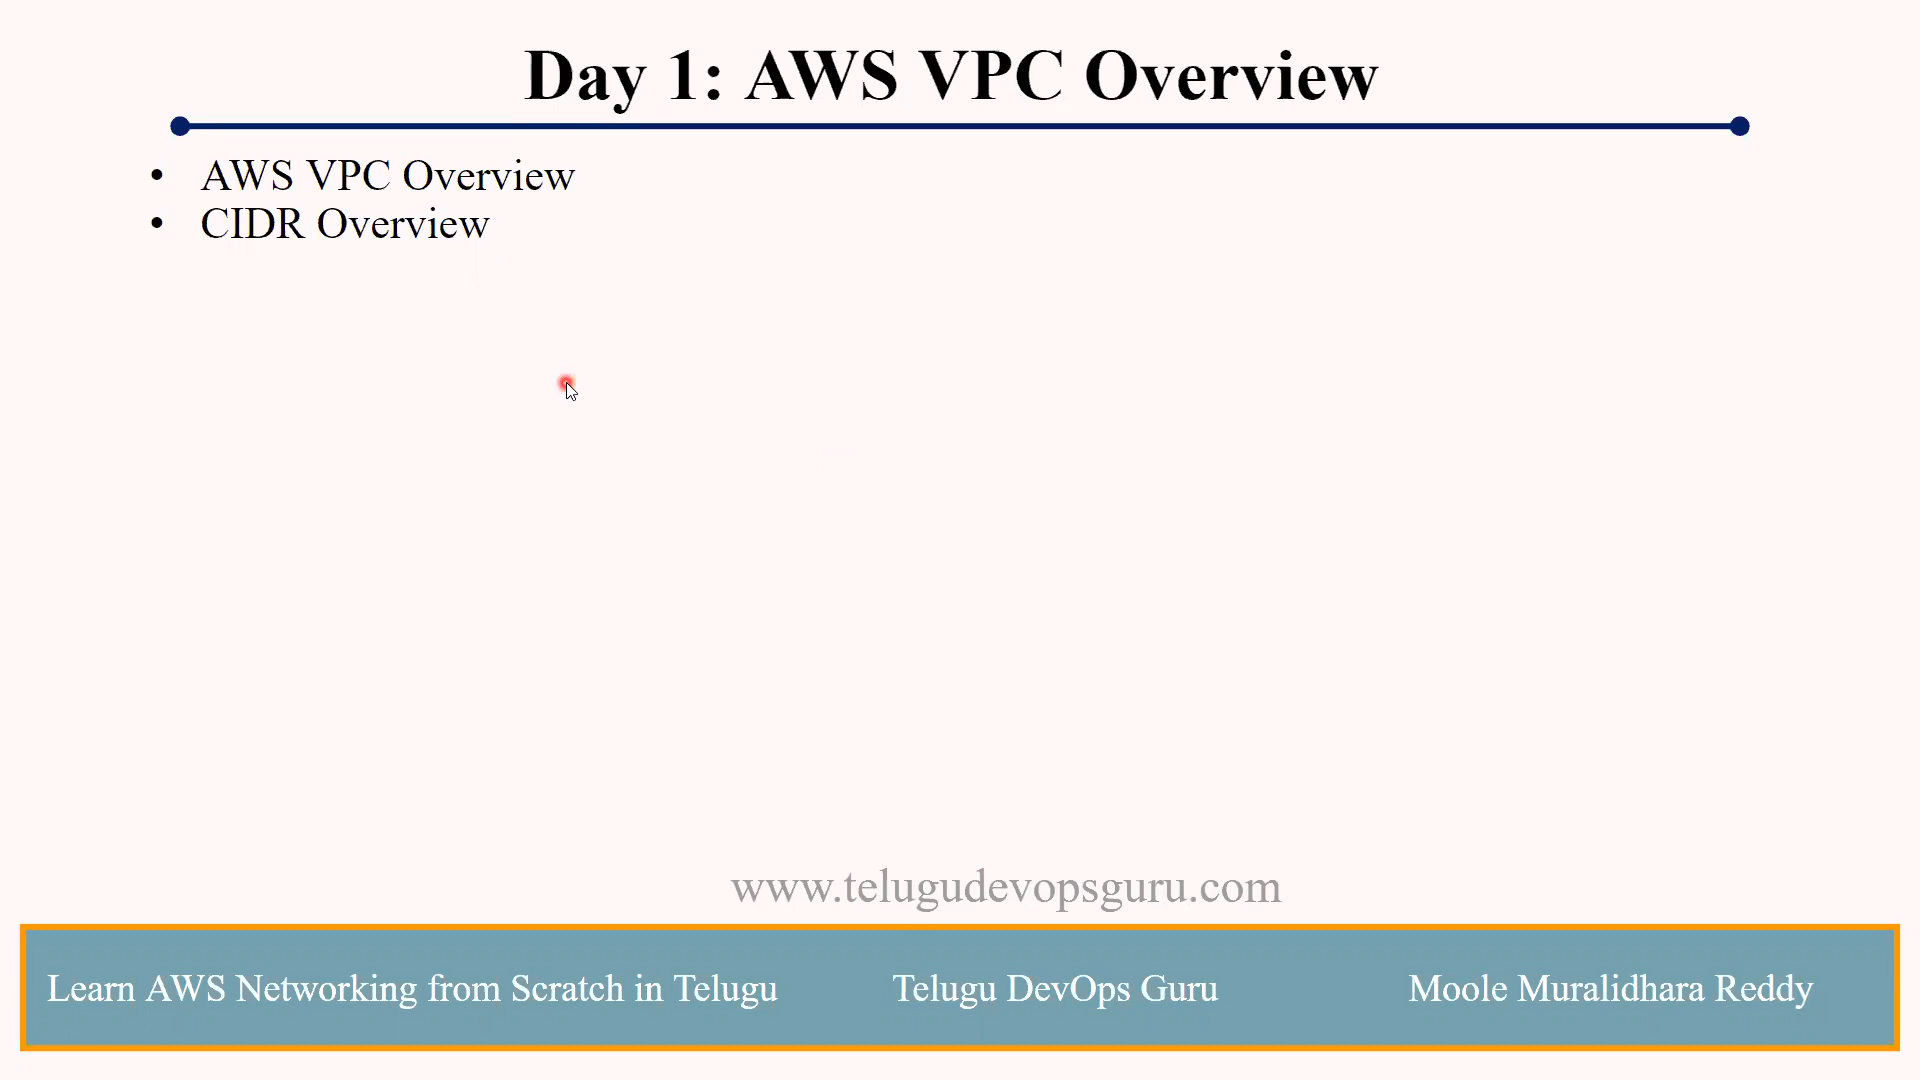 Day 1: AWS VPC Overview
• AWS VPC Overview
• CIDR Overview
www.telugudevopsguru.com
Learn AWS Networking from Scratch in Telugu Telugu DevOps Guru Moole Muralidhara Reddy